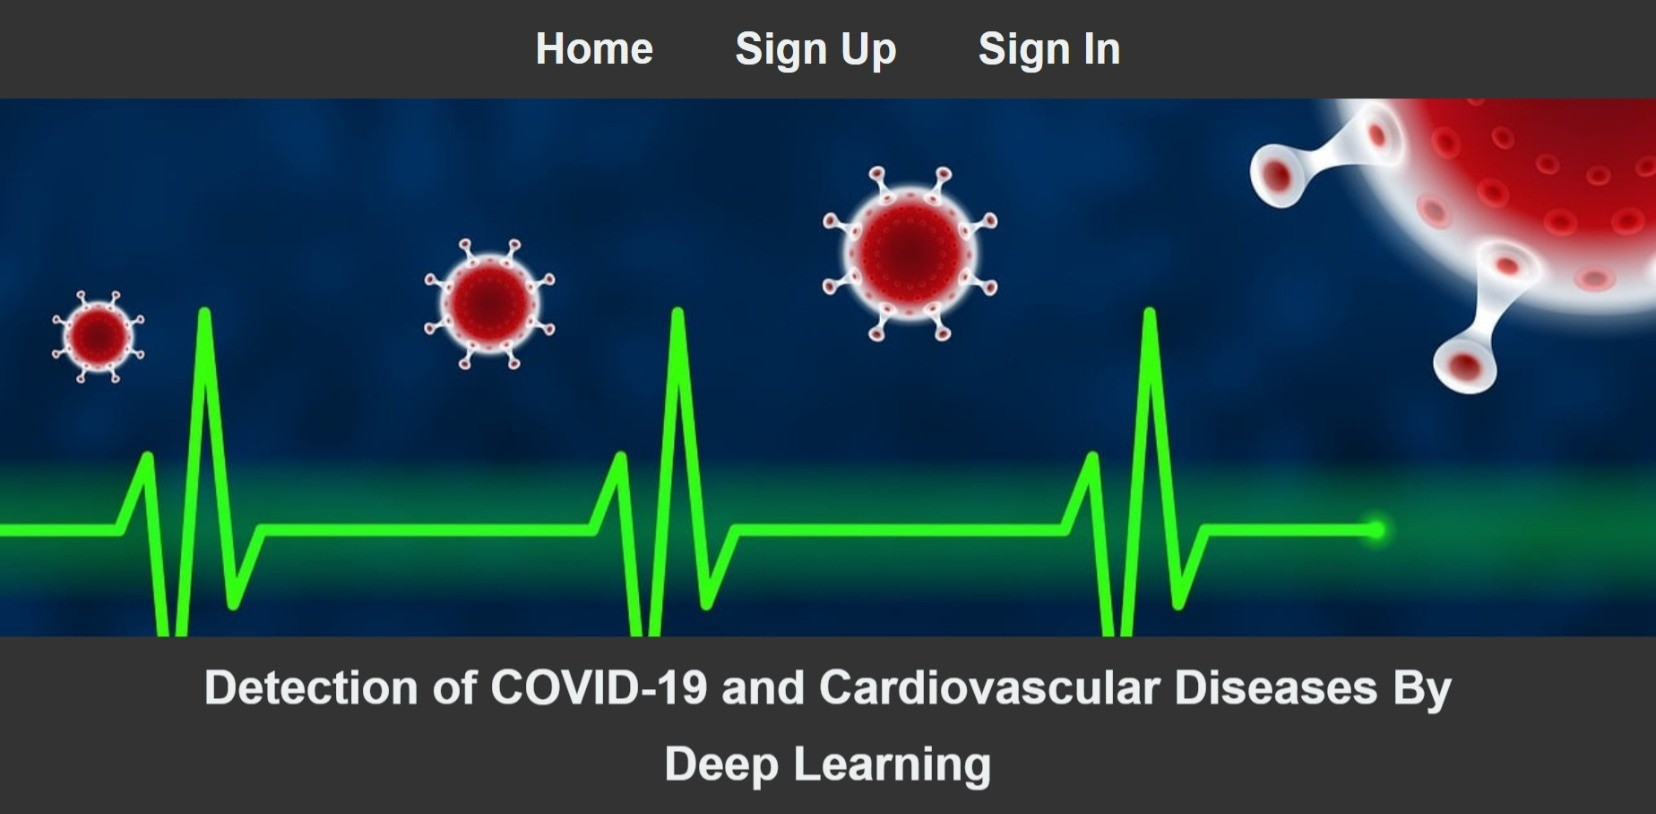 Home Sign Up Sign In
Detection of COVID-19 and Cardiovascular Diseases By
Deep Learning